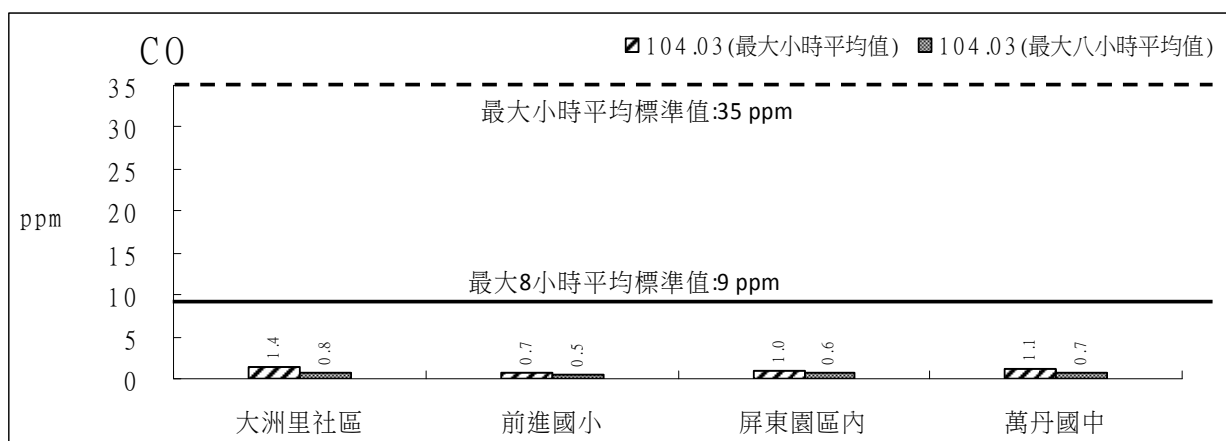 CO
104.03(最大小時平均值) 104.03(最大八小時平均值)
35
最大小時平均標準值:35 ppm
30
25
20
ppm
15
最大8小時平均標準值:9 ppm
10
5
1.4 0.8 0.7 0.5 1.0 0.6 1.1 0.7
0
大洲里社區 前進國小 屏東園區內 萬丹國中